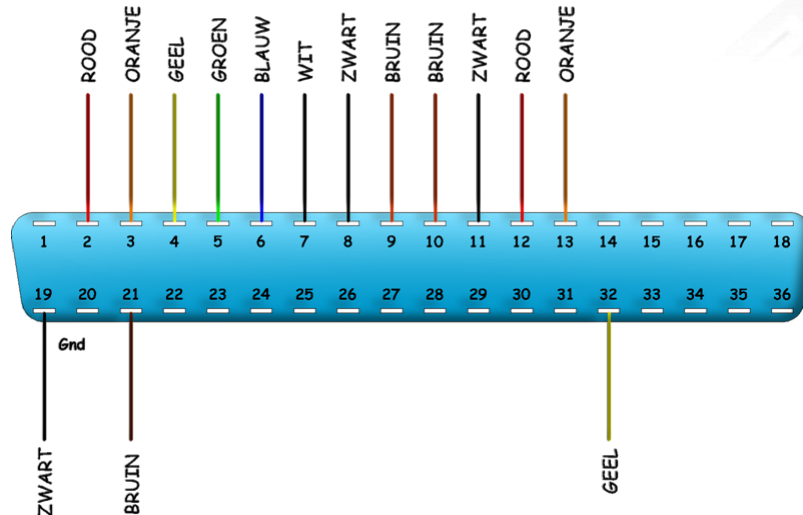 ROOD ORANJE GEEL GROEN BLAUW WIT ZWART BRUIN BRUIN ZWART ROOD ORANJE
1 2 3 4 5 6 7 8 9 10 11 12 13 14 15 16 17 18
19 20 21 22 23 24 25 26 27 28 29 30 31 32 33 34 35 36
Gnd
ZWART BRUIN GEEL